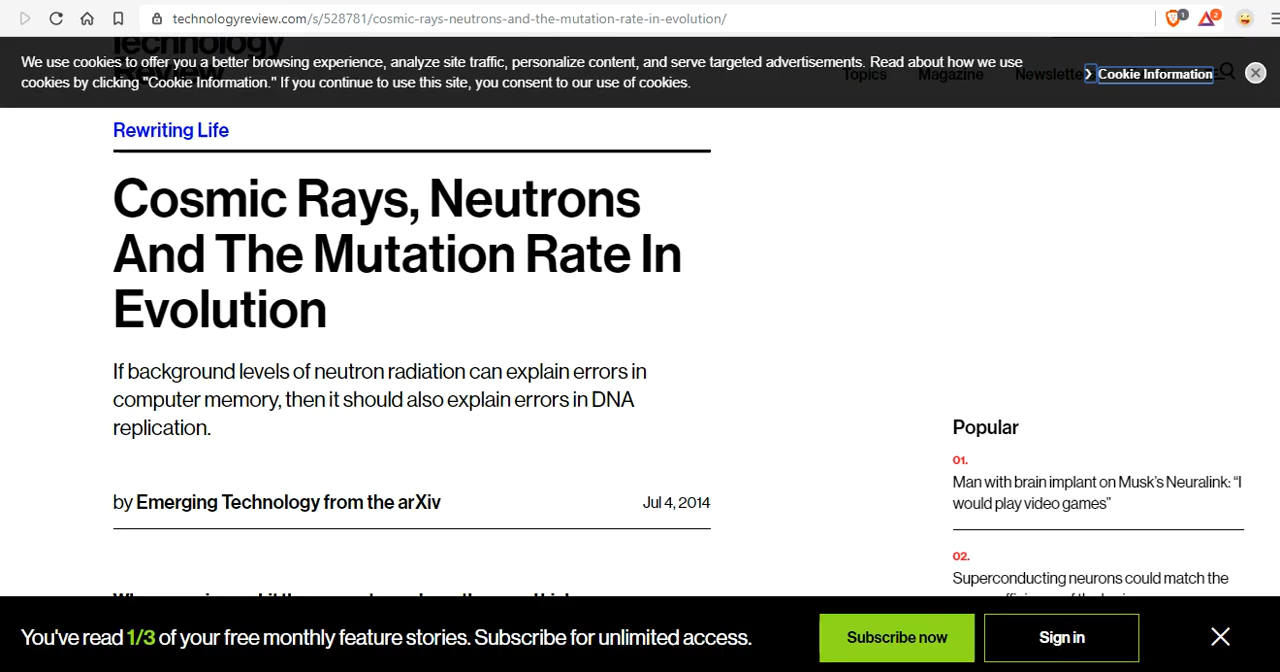 technologyreview.com/s/528781/cosmic-rays-neutrons-and-the-mutation-rate-in-evolution/
1
2
Technology
Review
We use cookies to offer you a better browsing experience, analyze site traffic, personalize content, and serve targeted advertisements. Read about how we use
cookies by clicking "Cookie Information." If you continue to use this site, you consent to our use of cookies.
Topics
Magazine
Newslette
Cookie Information
Rewriting Life
Cosmic Rays, Neutrons
And The Mutation Rate In
Evolution
If background levels of neutron radiation can explain errors in
computer memory, then it should also explain errors in DNA
replication.
by Emerging Technology from the arXiv
Jul 4, 2014
Popular
01.
Man with brain implant on Musk's Neuralink: “I
would play video games”
02.
Superconducting neurons could match the
You've read 1/3 of your free monthly feature stories. Subscribe for unlimited access.
Subscribe now
Sign in